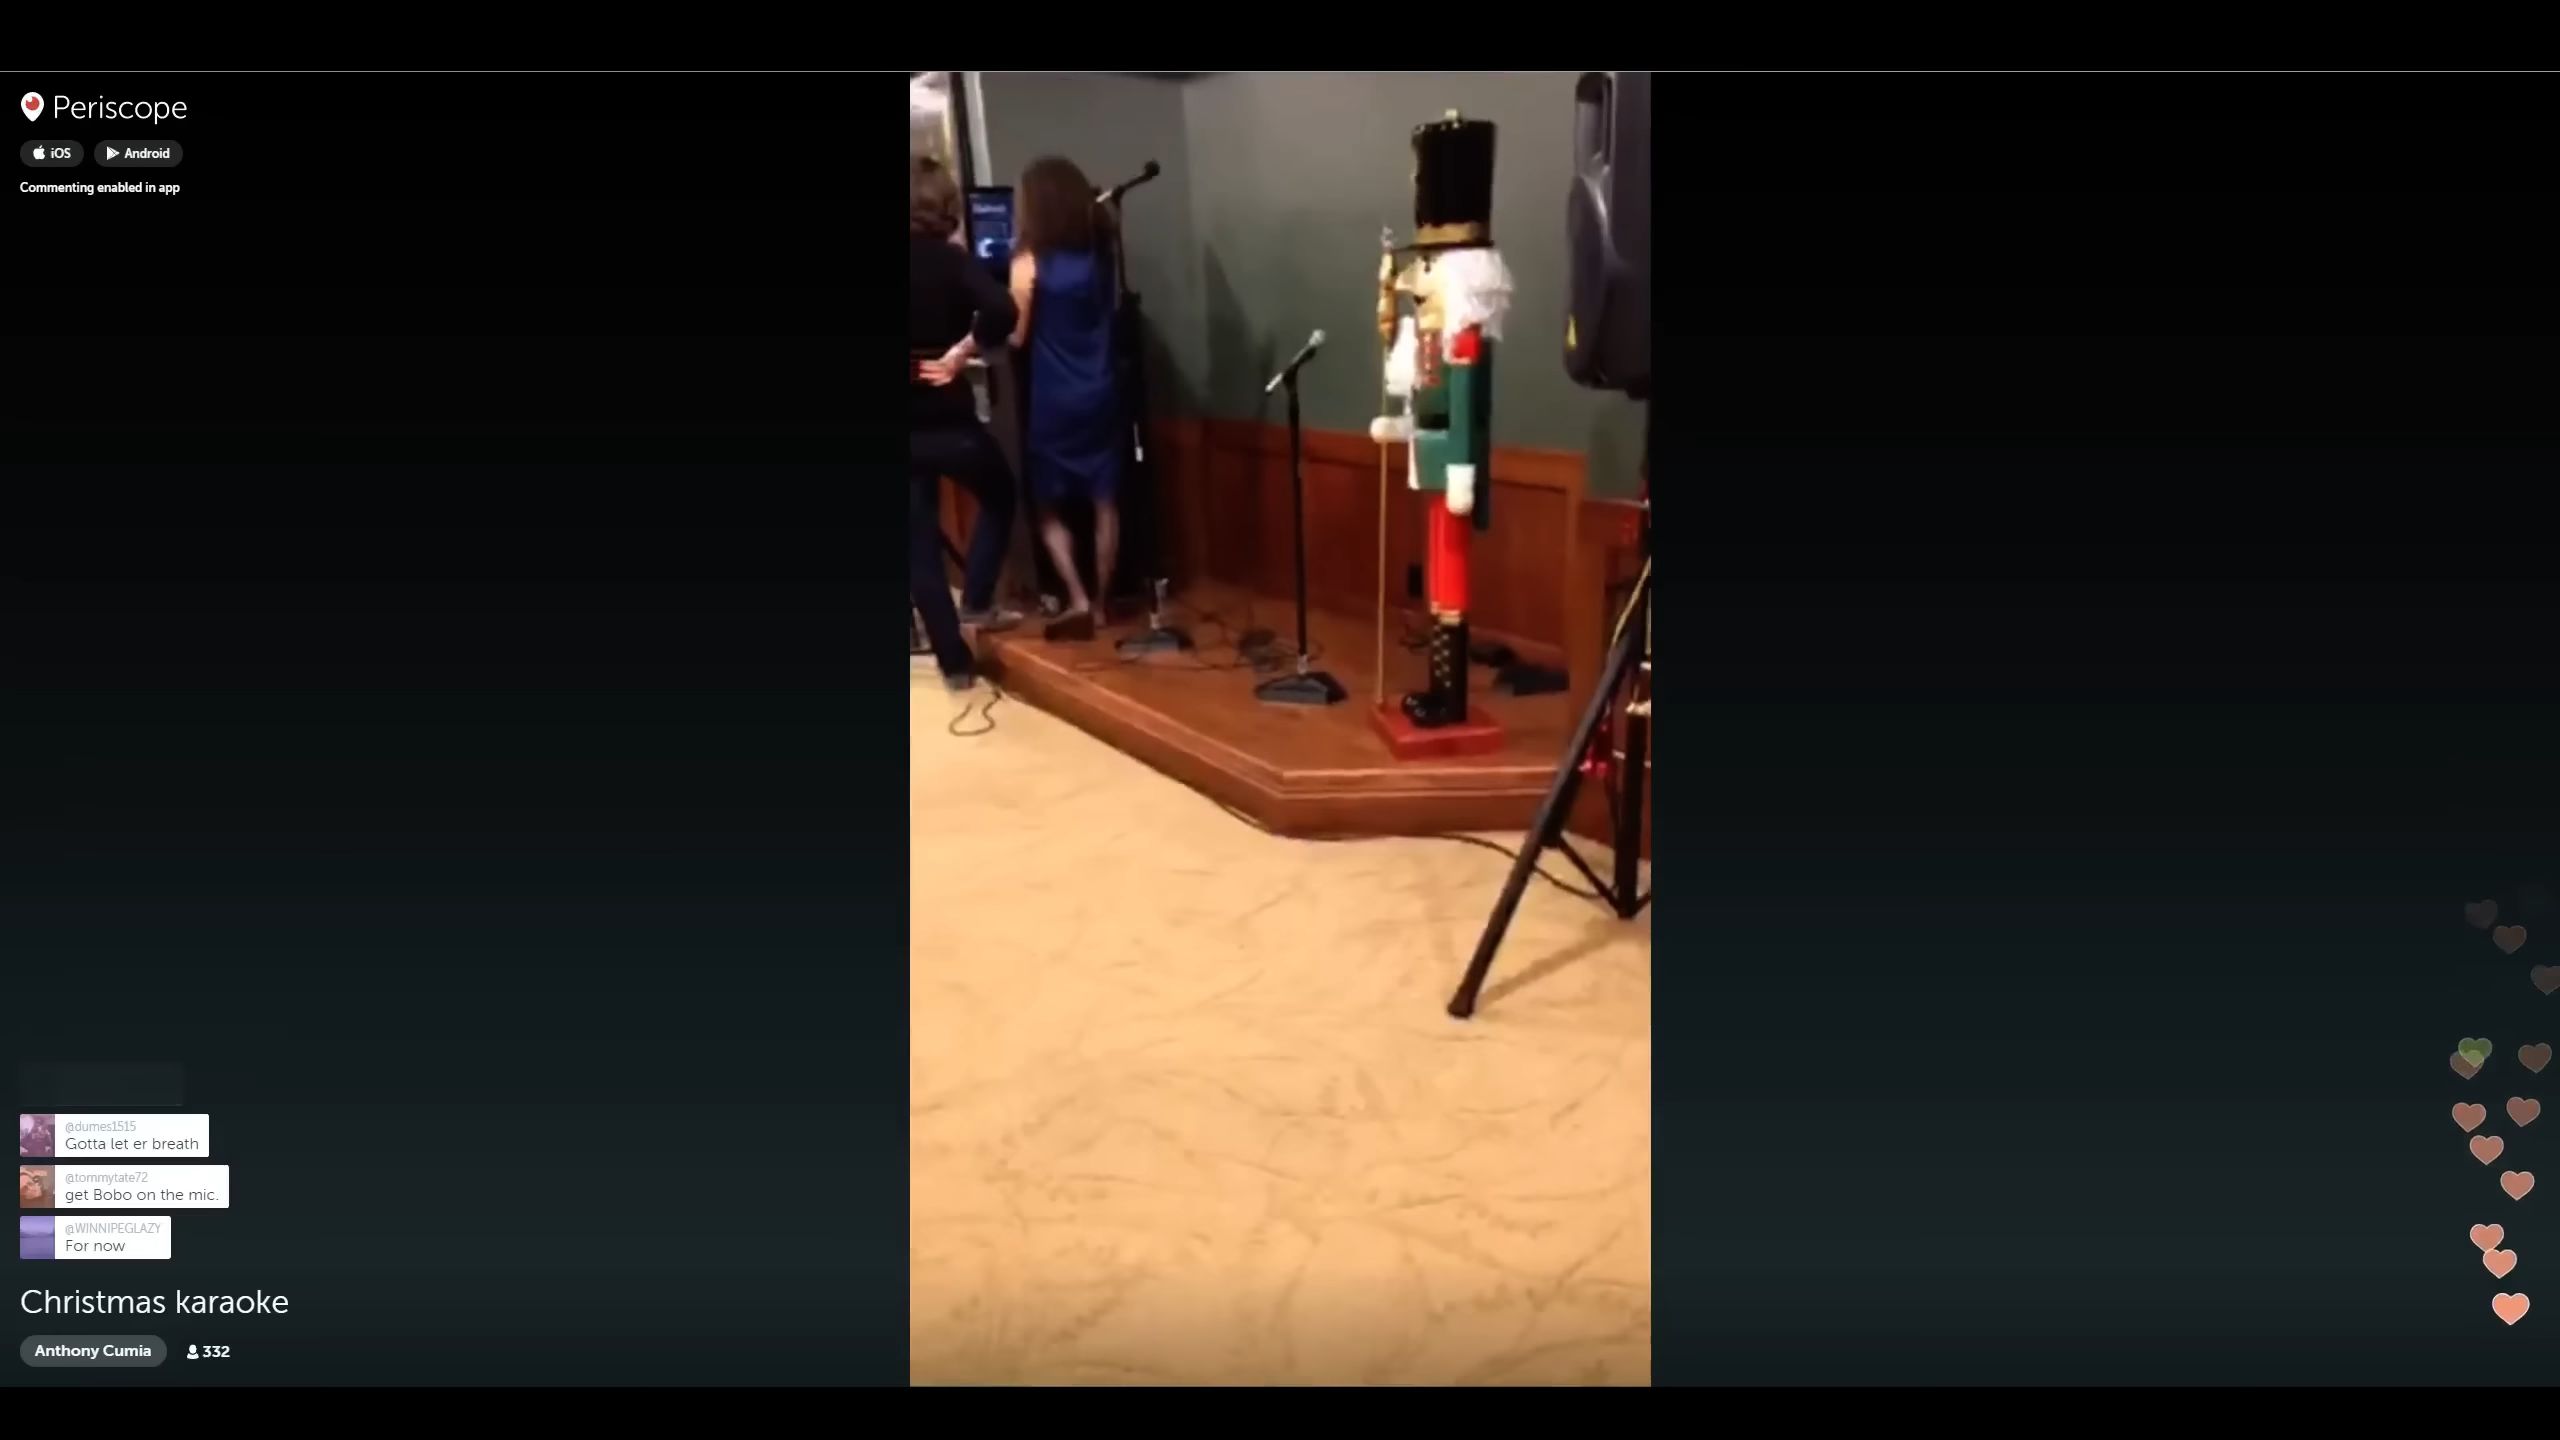 Periscope
iOS
Android
Commenting enabled in app
@dumes1515
Gotta let er breath
@tommytate72
get Bobo on the mic.
@WINNIPEGLAZY
For now
Christmas karaoke
Anthony Cumia
332